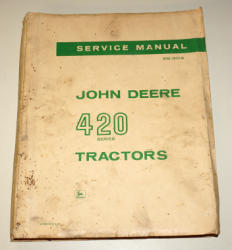 SERVICE MANUAL
JOHN DEERE
420
SERIES
TRACTORS